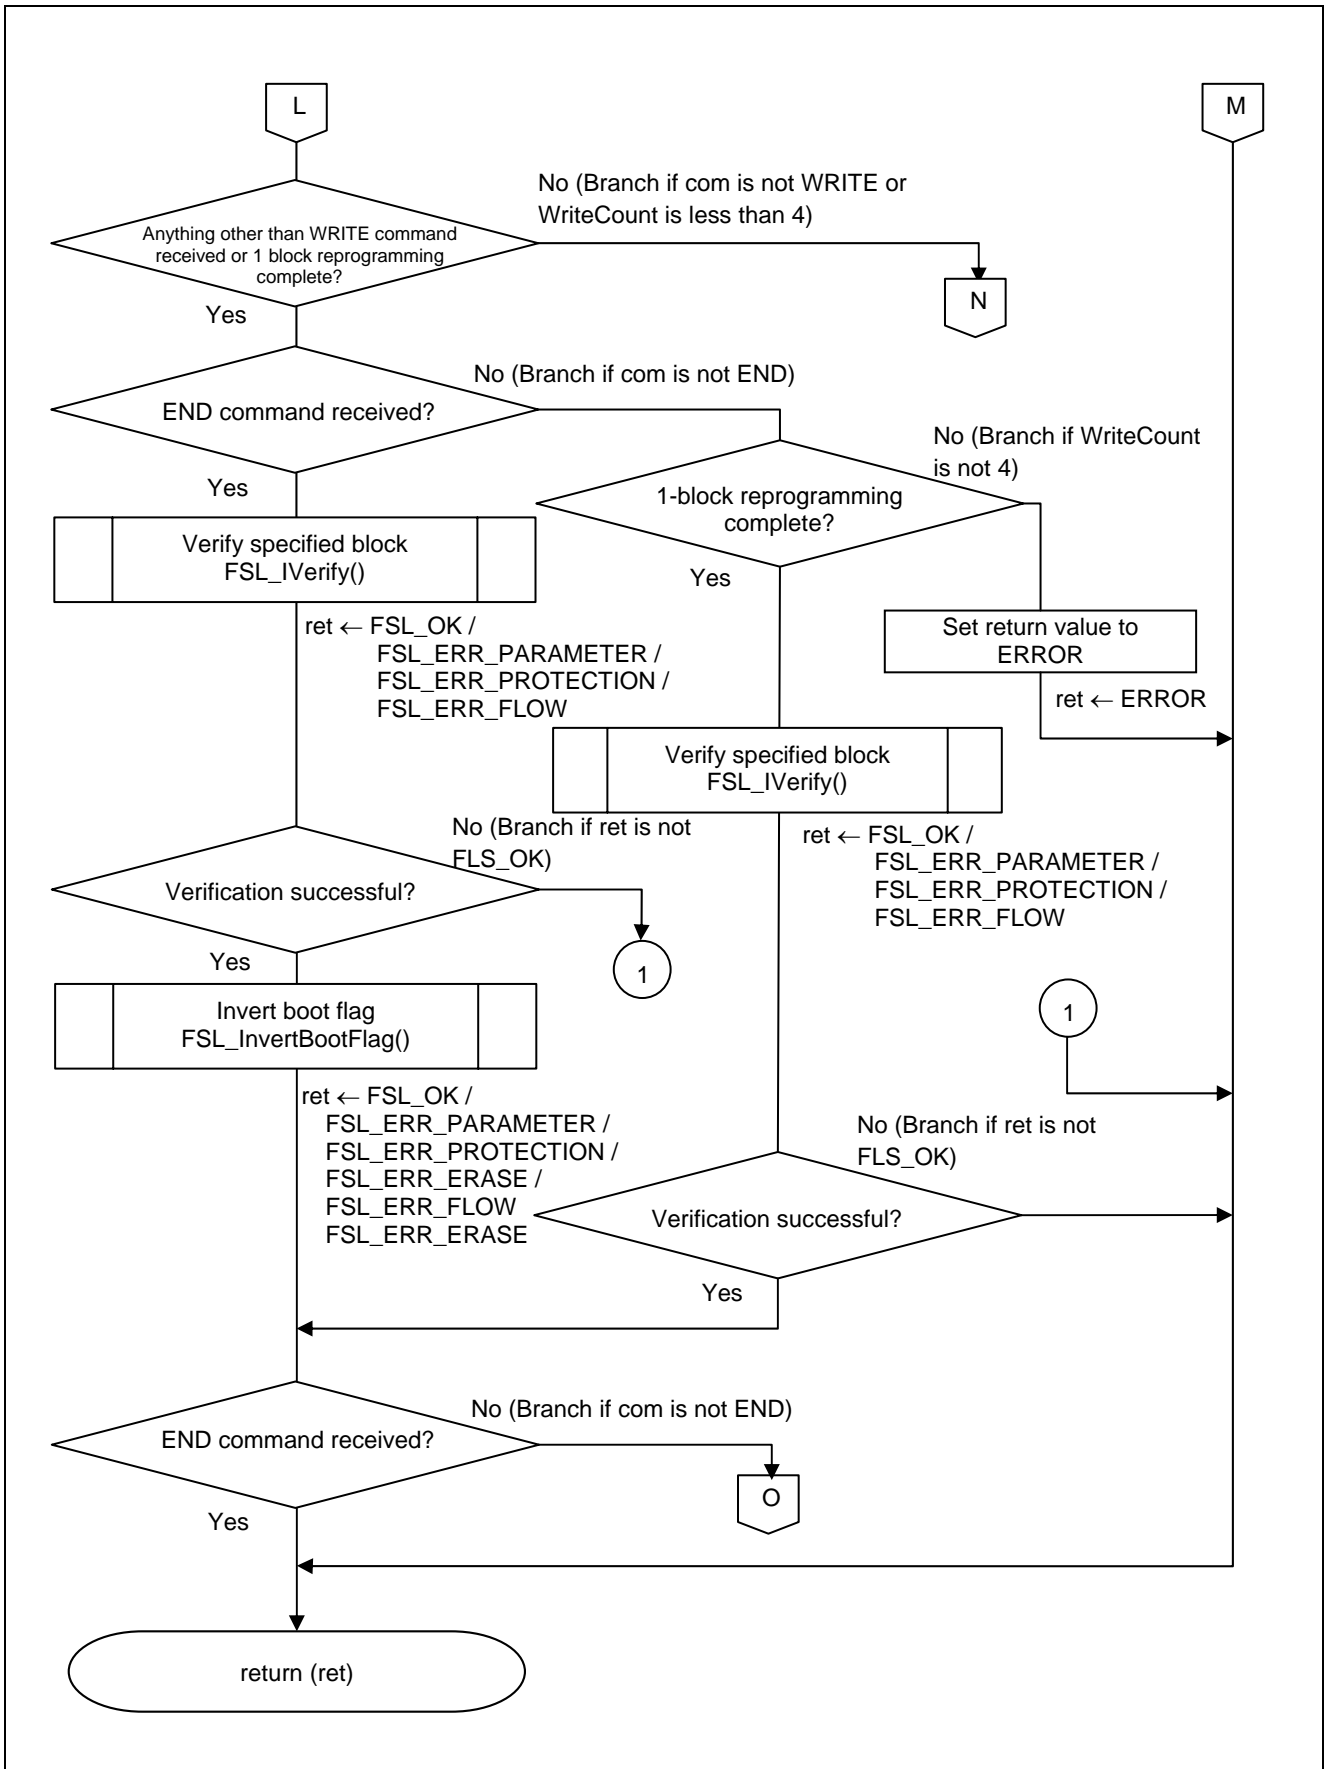 L
M
No (Branch if com is not WRITE or
WriteCount is less than 4)
Anything other than WRITE command
received or 1 block reprogramming
complete?
N
Yes
No (Branch if com is not END)
END command received?
No (Branch if WriteCount
is not 4)
Yes
1-block reprogramming
complete?
Verify specified block
FSL_IVerify()
Yes
ret ← FSL_OK /
FSL_ERR_PARAMETER /
FSL_ERR_PROTECTION /
FSL_ERR_FLOW
Set return value to
ERROR
ret ← ERROR
Verify specified block
FSL_IVerify()
No (Branch if ret is not
FLS_OK)
ret ← FSL_OK /
FSL_ERR_PARAMETER /
FSL_ERR_PROTECTION /
FSL_ERR_FLOW
Verification successful?
Yes
1
Invert boot flag
FSL_InvertBootFlag()
1
ret ← FSL_OK /
FSL_ERR_PARAMETER /
FSL_ERR_PROTECTION /
FSL_ERR_ERASE /
FSL_ERR_FLOW
FSL_ERR_ERASE
No (Branch if ret is not
FLS_OK)
Verification successful?
Yes
No (Branch if com is not END)
END command received?
O
Yes
return (ret)